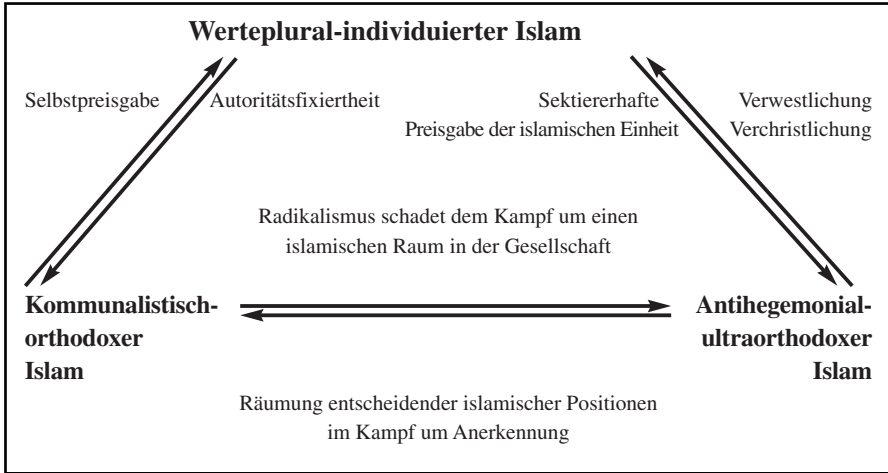 Werteplural-individuierter Islam
Selbstpreisgabe
Autoritätsfixiertheit
Sektiererhafte
Preisgabe der islamischen Einheit
Verwestlichung
Verchristlichung
Radikalismus schadet dem Kampf um einen
islamischen Raum in der Gesellschaft
Kommunalistisch-
orthodoxer
Islam
Antihegemonial-
ultraorthodoxer
Islam
Räumung entscheidender islamischer Positionen
im Kampf um Anerkennung